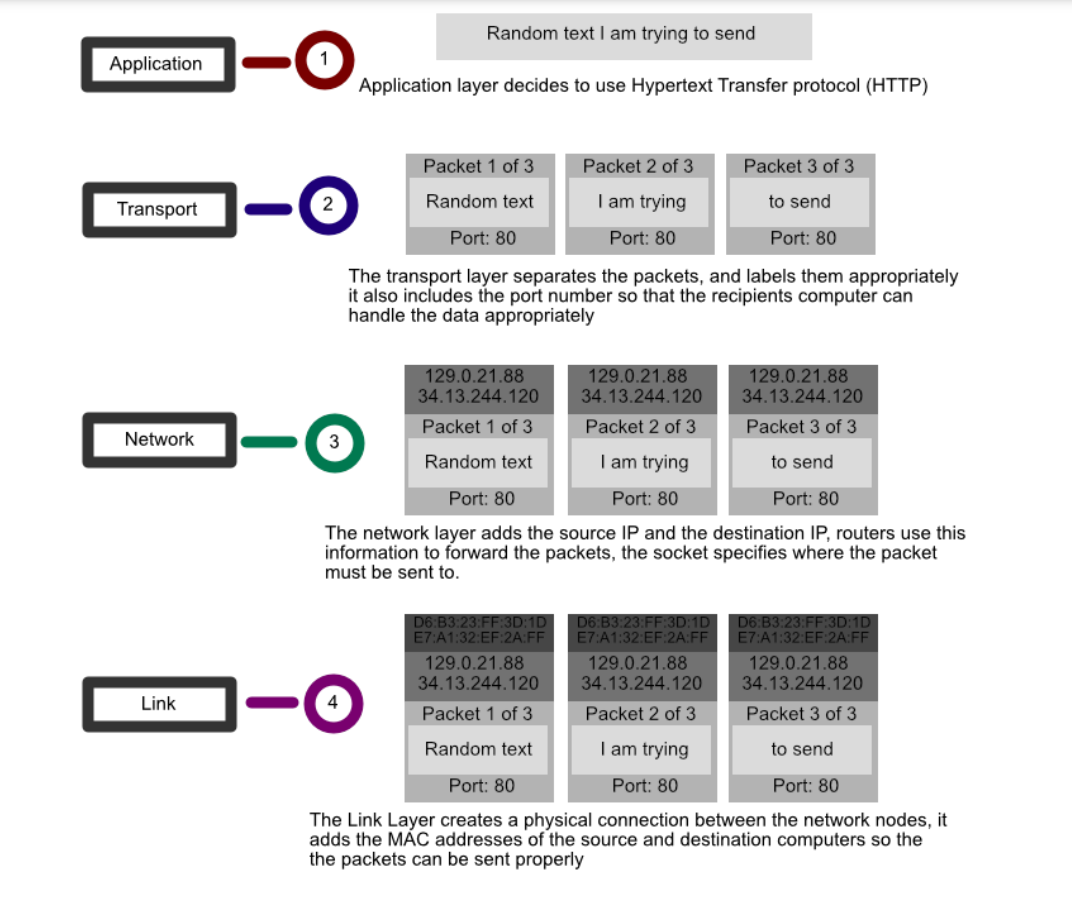 Application
1
Random text I am trying to send
Application layer decides to use Hypertext Transfer protocol (HTTP)
Transport
2
Packet 1 of 3
Random text
Port: 80
Packet 2 of 3
I am trying
Port: 80
Packet 3 of 3
to send
Port: 80
The transport layer separates the packets, and labels them appropriately
it also includes the port number so that the recipients computer can
handle the data appropriately
Network
3
129.0.21.88
34.13.244.120
Packet 1 of 3
Random text
Port: 80
129.0.21.88
34.13.244.120
Packet 2 of 3
I am trying
Port: 80
129.0.21.88
34.13.244.120
Packet 3 of 3
to send
Port: 80
The network layer adds the source IP and the destination IP, routers use this
information to forward the packets, the socket specifies where the packet
must be sent to.
Link
4
D6:B3:23:FF:3D:1D
E7:A1:32:EF:2A:FF
129.0.21.88
34.13.244.120
Packet 1 of 3
Random text
Port: 80
D6:B3:23:FF:3D:1D
E7:A1:32:EF:2A:FF
129.0.21.88
34.13.244.120
Packet 2 of 3
I am trying
Port: 80
D6:B3:23:FF:3D:1D
E7:A1:32:EF:2A:FF
129.0.21.88
34.13.244.120
Packet 3 of 3
to send
Port: 80
The Link Layer creates a physical connection between the network nodes, it
adds the MAC addresses of the source and destination computers so the
the packets can be sent properly